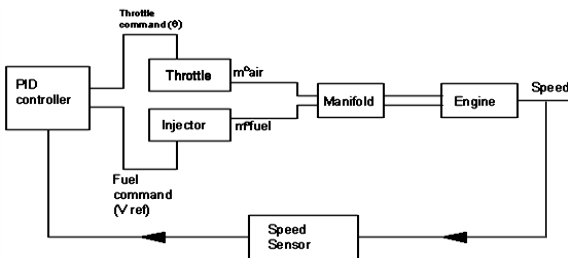 Throttle
command (θ)
PID
controller
Throttle
m°air
Injector
m°fuel
Manifold
Engine
Speed
Fuel
command
(V ref)
Speed
Sensor